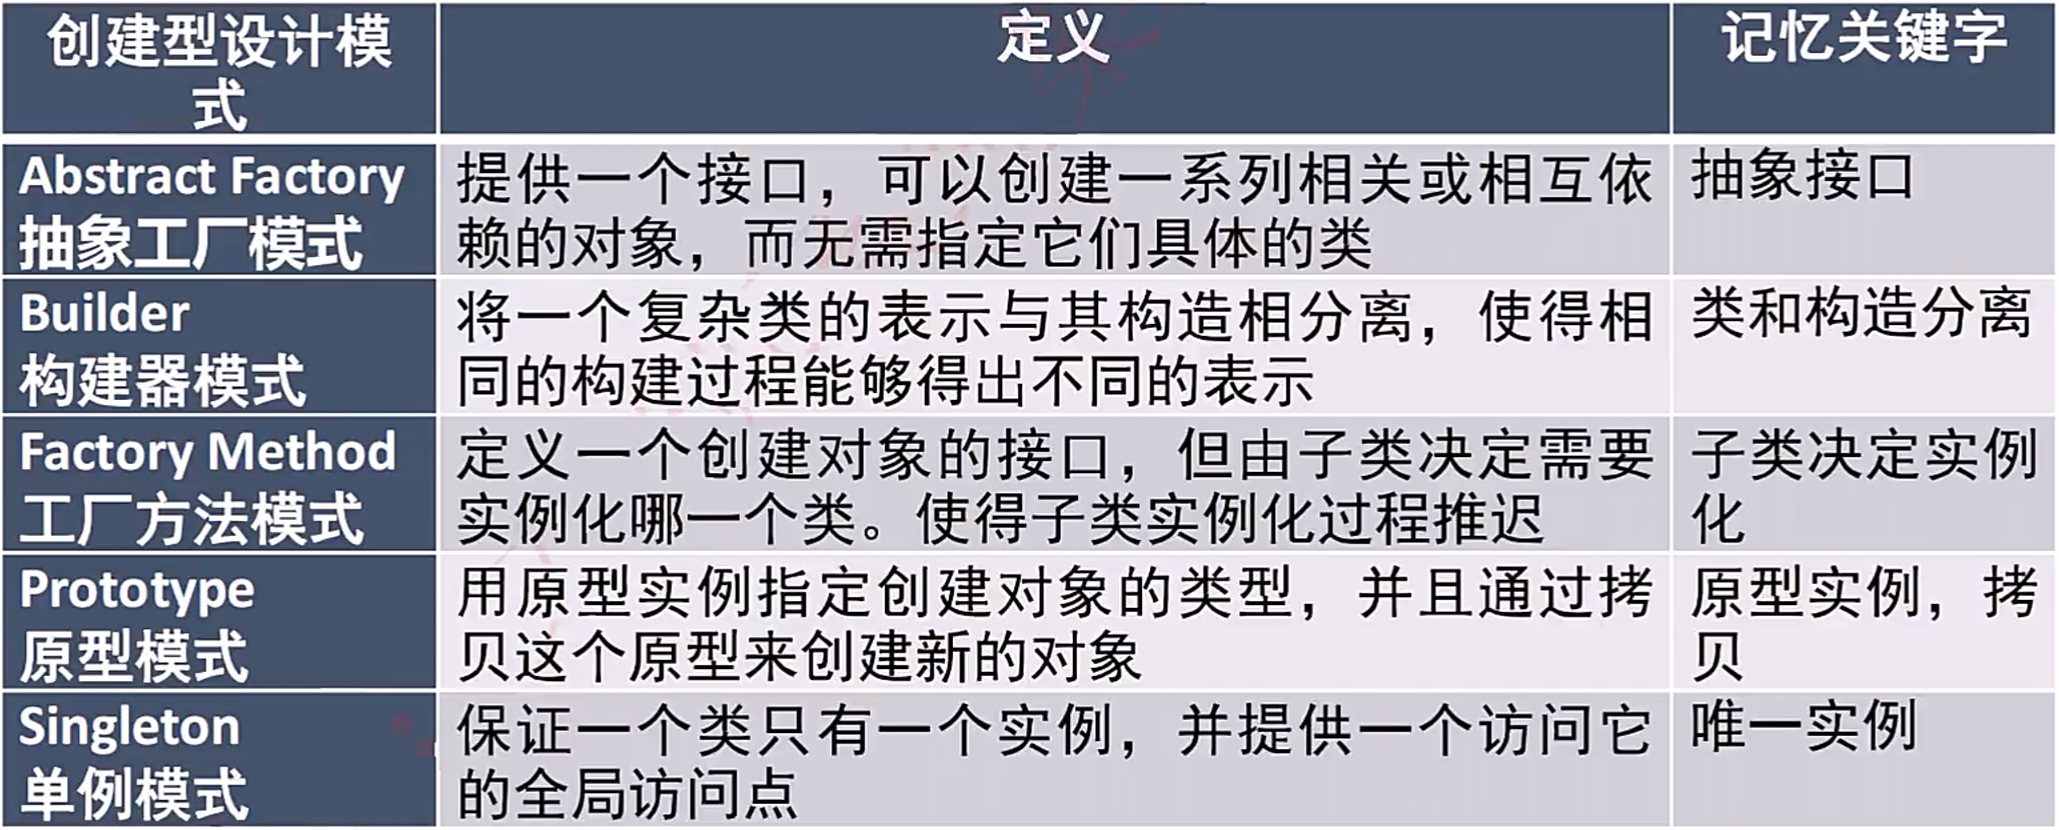 创建型设计模
式
定义
记忆关键字
Abstract Factory
抽象工厂模式
提供一个接口，可以创建一系列相关或相互依
赖的对象，而无需指定它们具体的类
抽象接口
Builder
构建器模式
将一个复杂类的表示与其构造相分离，使得相
同的构建过程能够得出不同的表示
类和构造分离
Factory Method
工厂方法模式
定义一个创建对象的接口，但由子类决定需要
实例化哪一个类。使得子类实例化过程推迟
子类决定实例
化
Prototype
原型模式
用原型实例指定创建对象的类型，并且通过拷
贝这个原型来创建新的对象
原型实例，拷
贝
Singleton
单例模式
保证一个类只有一个实例，并提供一个访问它
的全局访问点
唯一实例